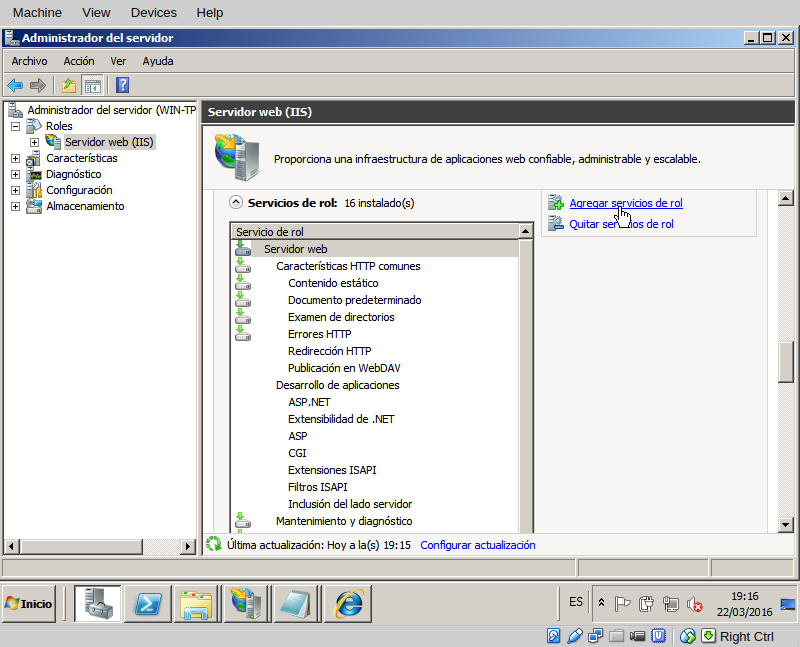 Machine View Devices Help
Administrador del servidor
Archivo Acción Ver Ayuda
Administrador del servidor (WIN-TP
Roles
Servidor web (IIS)
Características
Diagnóstico
Configuración
Almacenamiento
Servidor web (IIS)
Proporciona una infraestructura de aplicaciones web confiable, administrable y escalable.
Servicios de rol: 16 instalado(s)
Servicio de rol
Servidor web
Características HTTP comunes
Contenido estático
Documento predeterminado
Examen de directorios
Errores HTTP
Redirección HTTP
Publicación en WebDAV
Desarrollo de aplicaciones
ASP.NET
Extensibilidad de .NET
ASP
CGI
Extensiones ISAPI
Filtros ISAPI
Inclusión del lado servidor
Mantenimiento y diagnóstico
Agregar servicios de rol
Quitar servicios de rol
Última actualización: Hoy a la(s) 19:15 Configurar actualización
Inicio
ES
19:16
22/03/2016
Right Ctrl